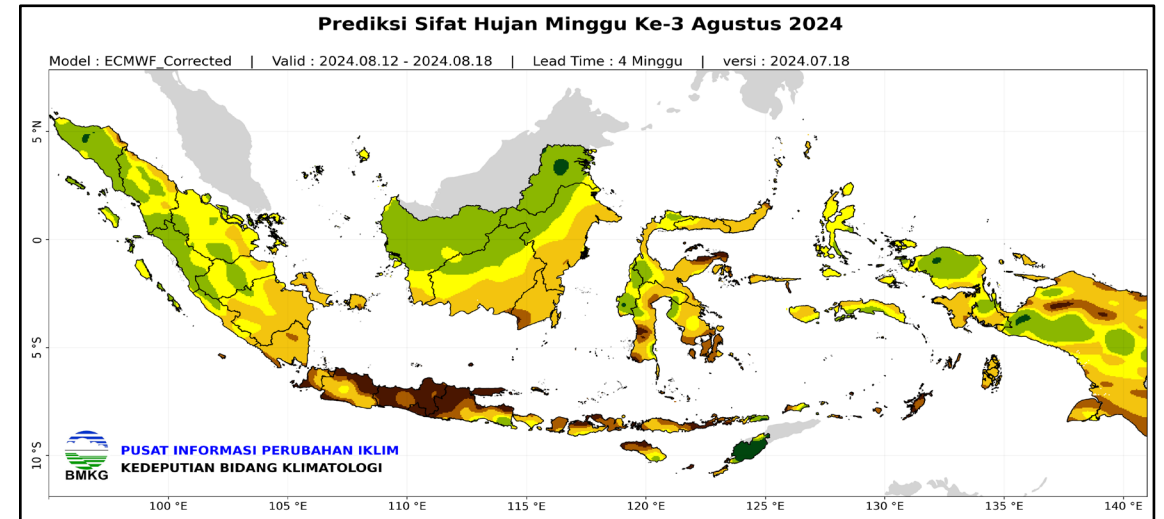 Prediksi Sifat Hujan Minggu Ke-3 Agustus 2024
Model : ECMWF_Corrected | Valid : 2024.08.12 - 2024.08.18 | Lead Time : 4 Minggu | versi : 2024.07.18
5 °N
0
5 °S
10 °S
BMKG
PUSAT INFORMASI PERUBAHAN IKLIM
KEDEPUTIAN BIDANG KLIMATOLOGI
100 °E 105 °E 110 °E 115 °E 120 °E 125 °E 130 °E 135 °E 140 °E